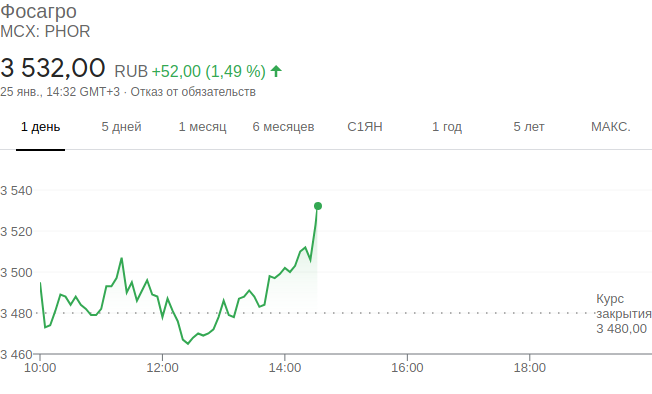 Фосагро
MCX: PHOR
3 532,00 RUB +52,00 (1,49 %)
25 янв., 14:32 GMT+3 · Отказ от обязательств
1 день 5 дней 1 месяц 6 месяцев С1ЯН 1 год 5 лет МАКС.
3 540
3 520
3 500
3 480
3 460
Курс
закрытия
3 480,00
10:00 12:00 14:00 16:00 18:00